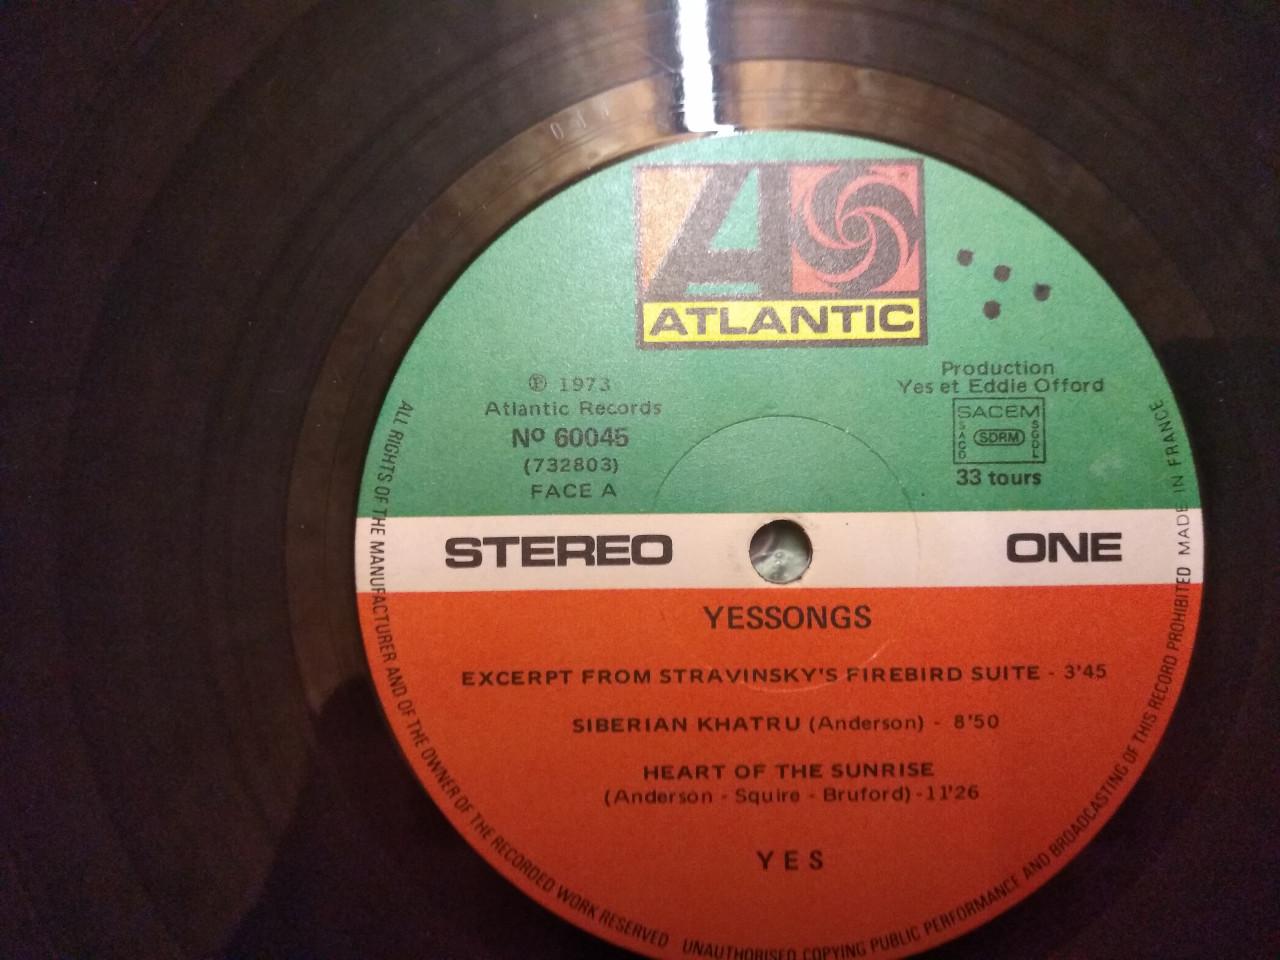 ATLANTIC
℗ 1973
Atlantic Records
Nº 60045
(732803)
FACE A
Production
Yes et Eddie Offord
SACEM
SACD
SDRM
SGDL
33 tours
STEREO
ONE
YESSONGS
EXCERPT FROM STRAVINSKY'S FIREBIRD SUITE - 3'45
SIBERIAN KHATRU (Anderson) - 8'50
HEART OF THE SUNRISE
(Anderson - Squire - Bruford) - 11'26
YES
ALL RIGHTS OF THE MANUFACTURER AND OF THE OWNER OF THE RECORDED WORK RESERVED UNAUTHORISED COPYING PUBLIC PERFORMANCE AND BROADCASTING OF THIS RECORD PROHIBITED MADE IN FRANCE